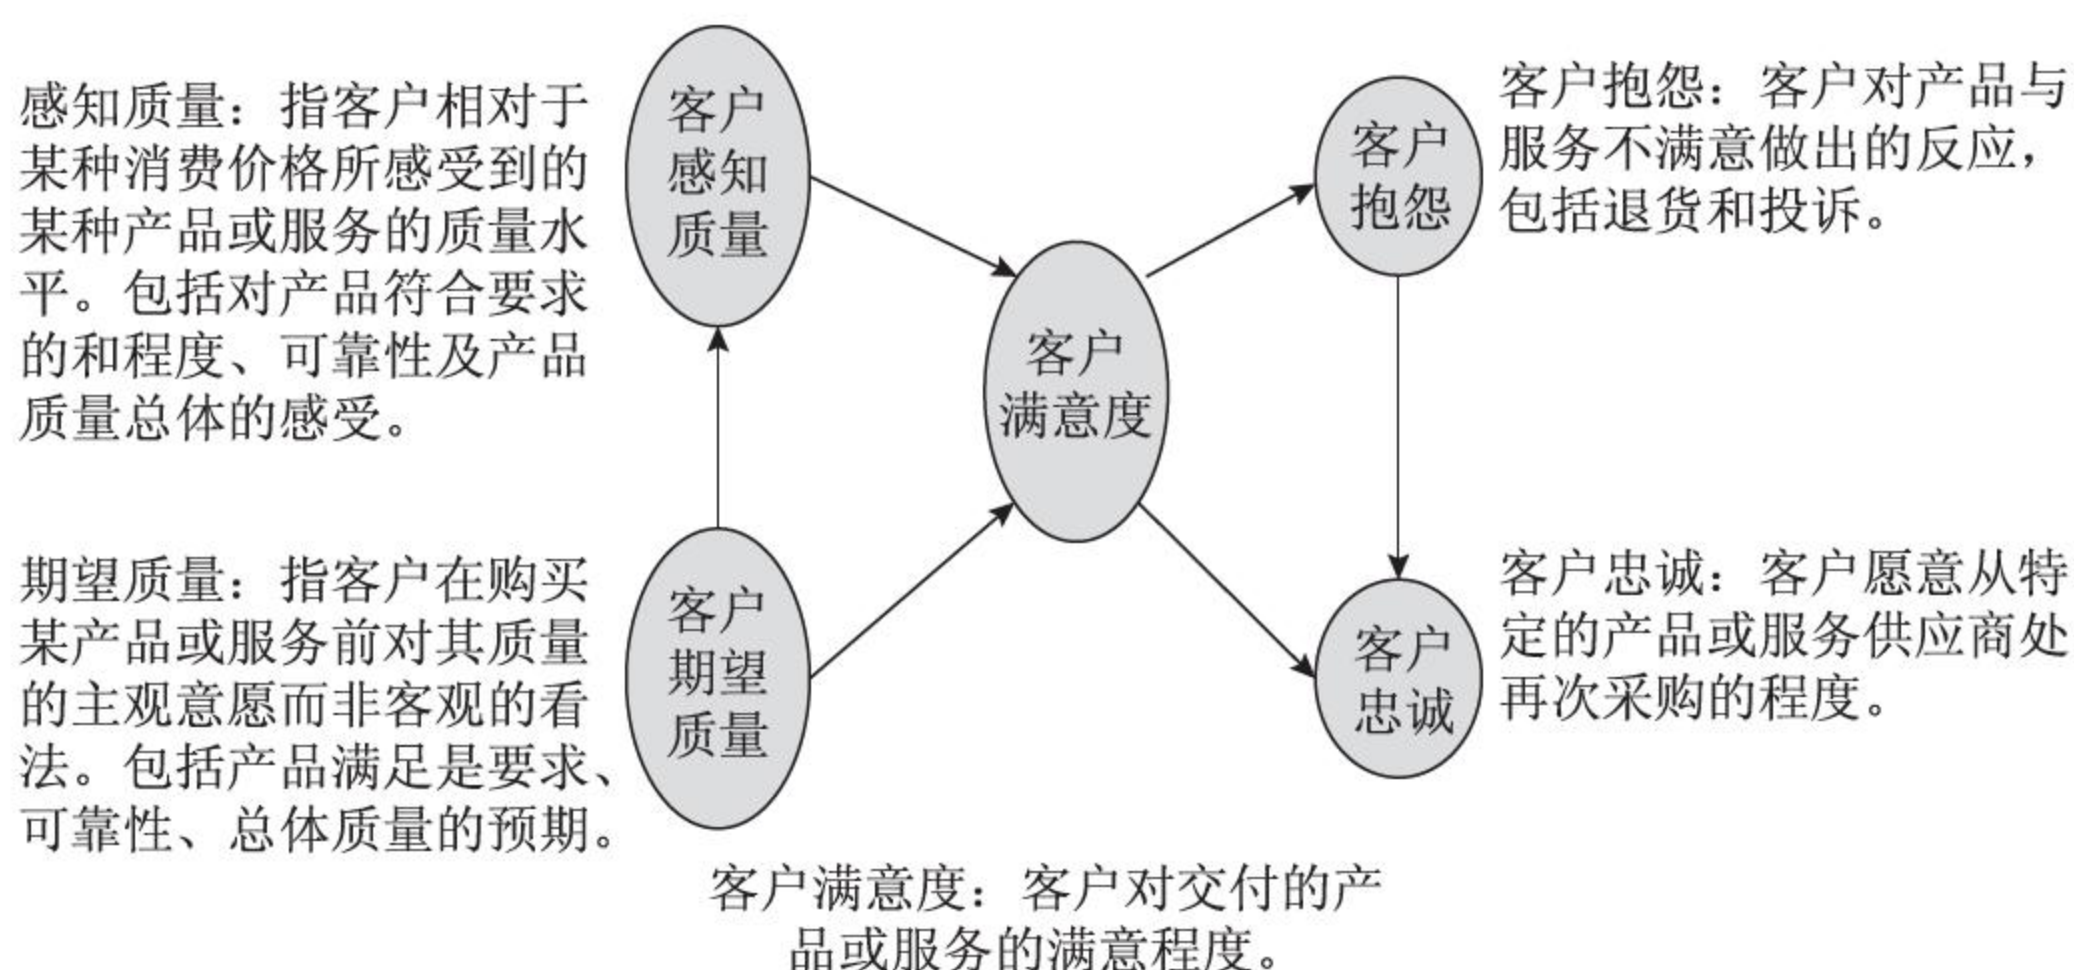 感知质量：指客户相对于
某种消费价格所感受到的
某种产品或服务的质量水
平。包括对产品符合要求
的和程度、可靠性及产品
质量总体的感受。
客户
感知
质量
客户
抱怨
客户抱怨：客户对产品与
服务不满意做出的反应，
包括退货和投诉。
客户
满意度
期望质量：指客户在购买
某产品或服务前对其质量
的主观意愿而非客观的看
法。包括产品满足是要求、
可靠性、总体质量的预期。
客户
期望
质量
客户
忠诚
客户忠诚：客户愿意从特
定的产品或服务供应商处
再次采购的程度。
客户满意度：客户对交付的产
品或服务的满意程度。